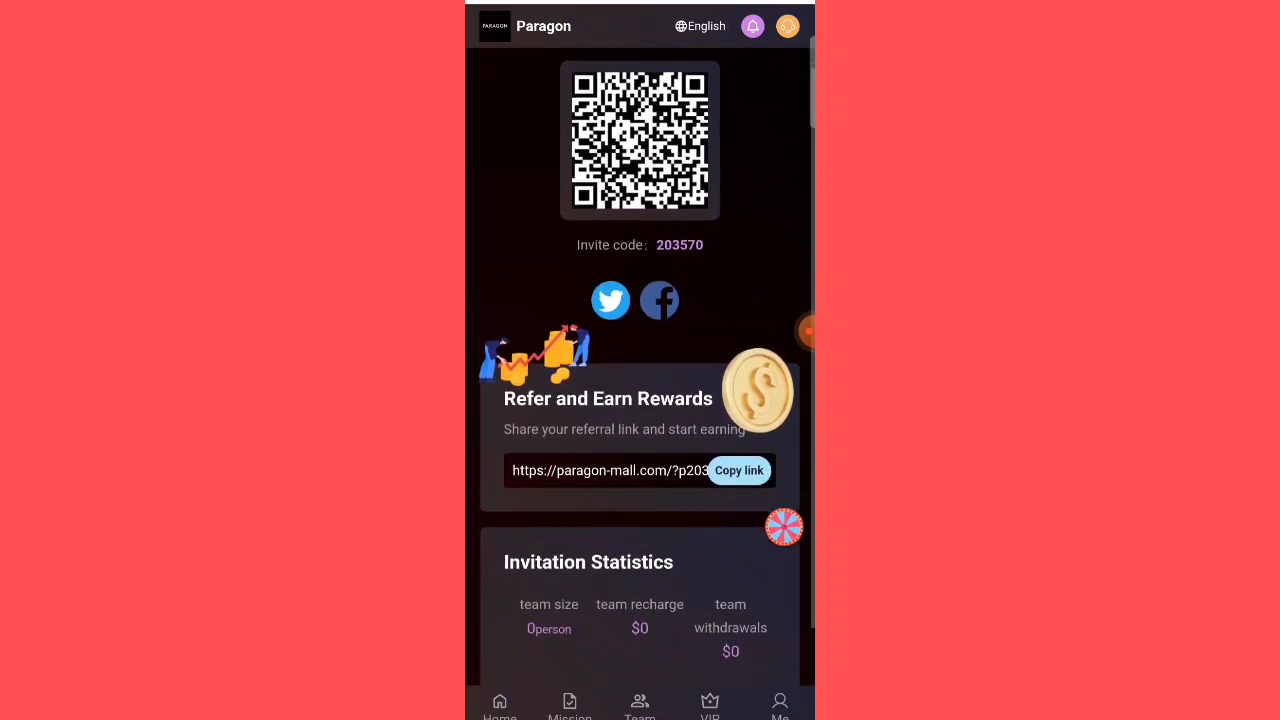 PARAGON Paragon English
Invite code: 203570
Refer and Earn Rewards
Share your referral link and start earning
https://paragon-mall.com/?p203 Copy link
Invitation Statistics
team size team recharge team withdrawals
0person $0 $0
Home Mission Team VIP Me